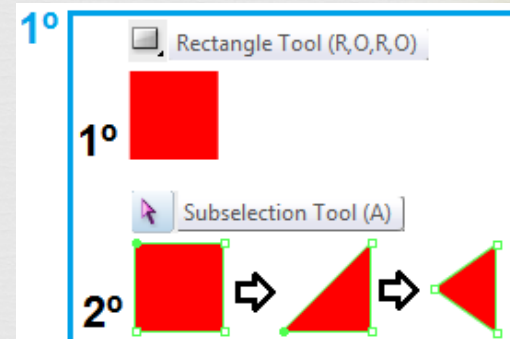 1º
Rectangle Tool (R,O,R,O)
1º
Subselection Tool (A)
2º